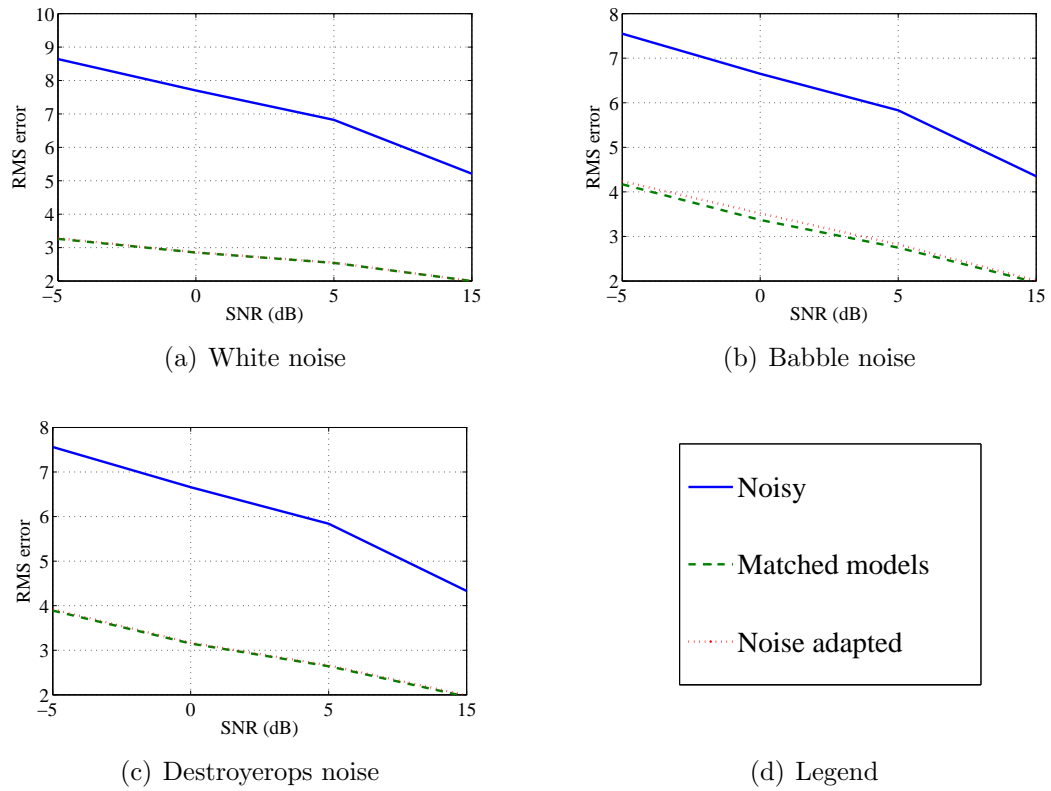 10
9
8
7
6
5
4
3
2
−5 0 5 15
RMS error
SNR (dB)
(a) White noise
8
7
6
5
4
3
2
−5 0 5 15
RMS error
SNR (dB)
(b) Babble noise
8
7
6
5
4
3
2
−5 0 5 15
RMS error
SNR (dB)
(c) Destroyerops noise
Noisy
Matched models
Noise adapted
(d) Legend